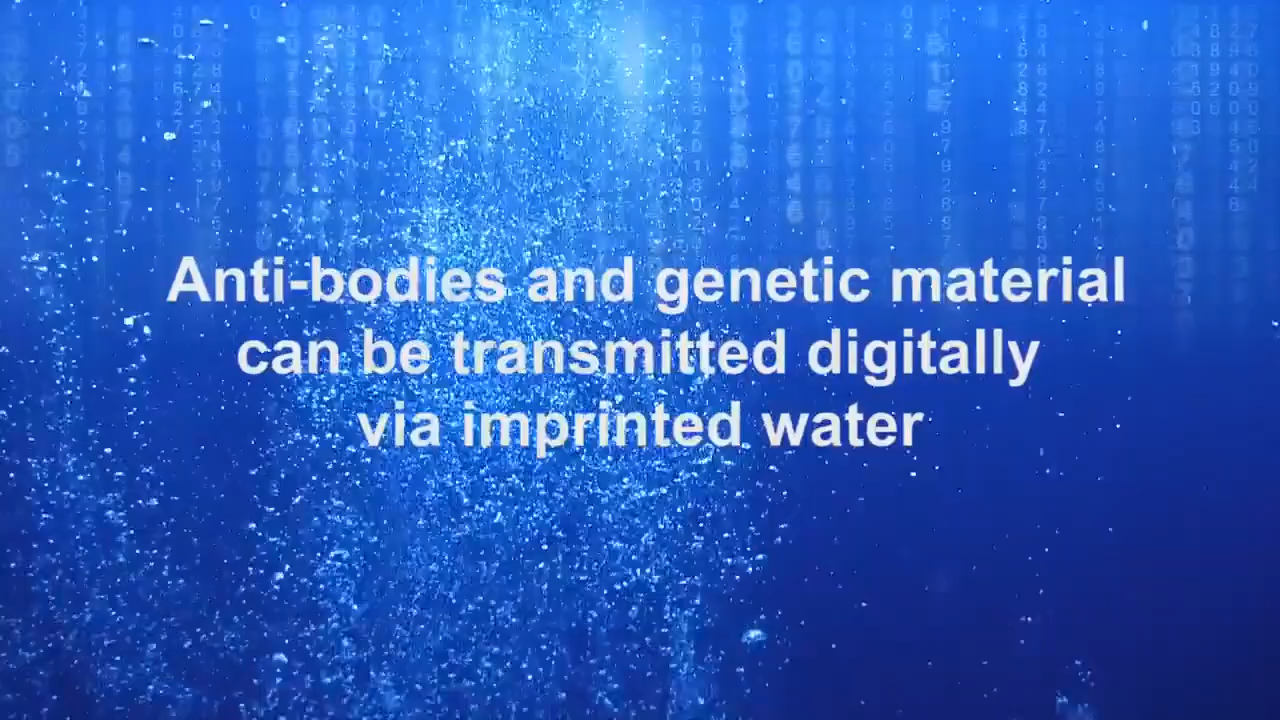 Anti-bodies and genetic material
can be transmitted digitally
via imprinted water